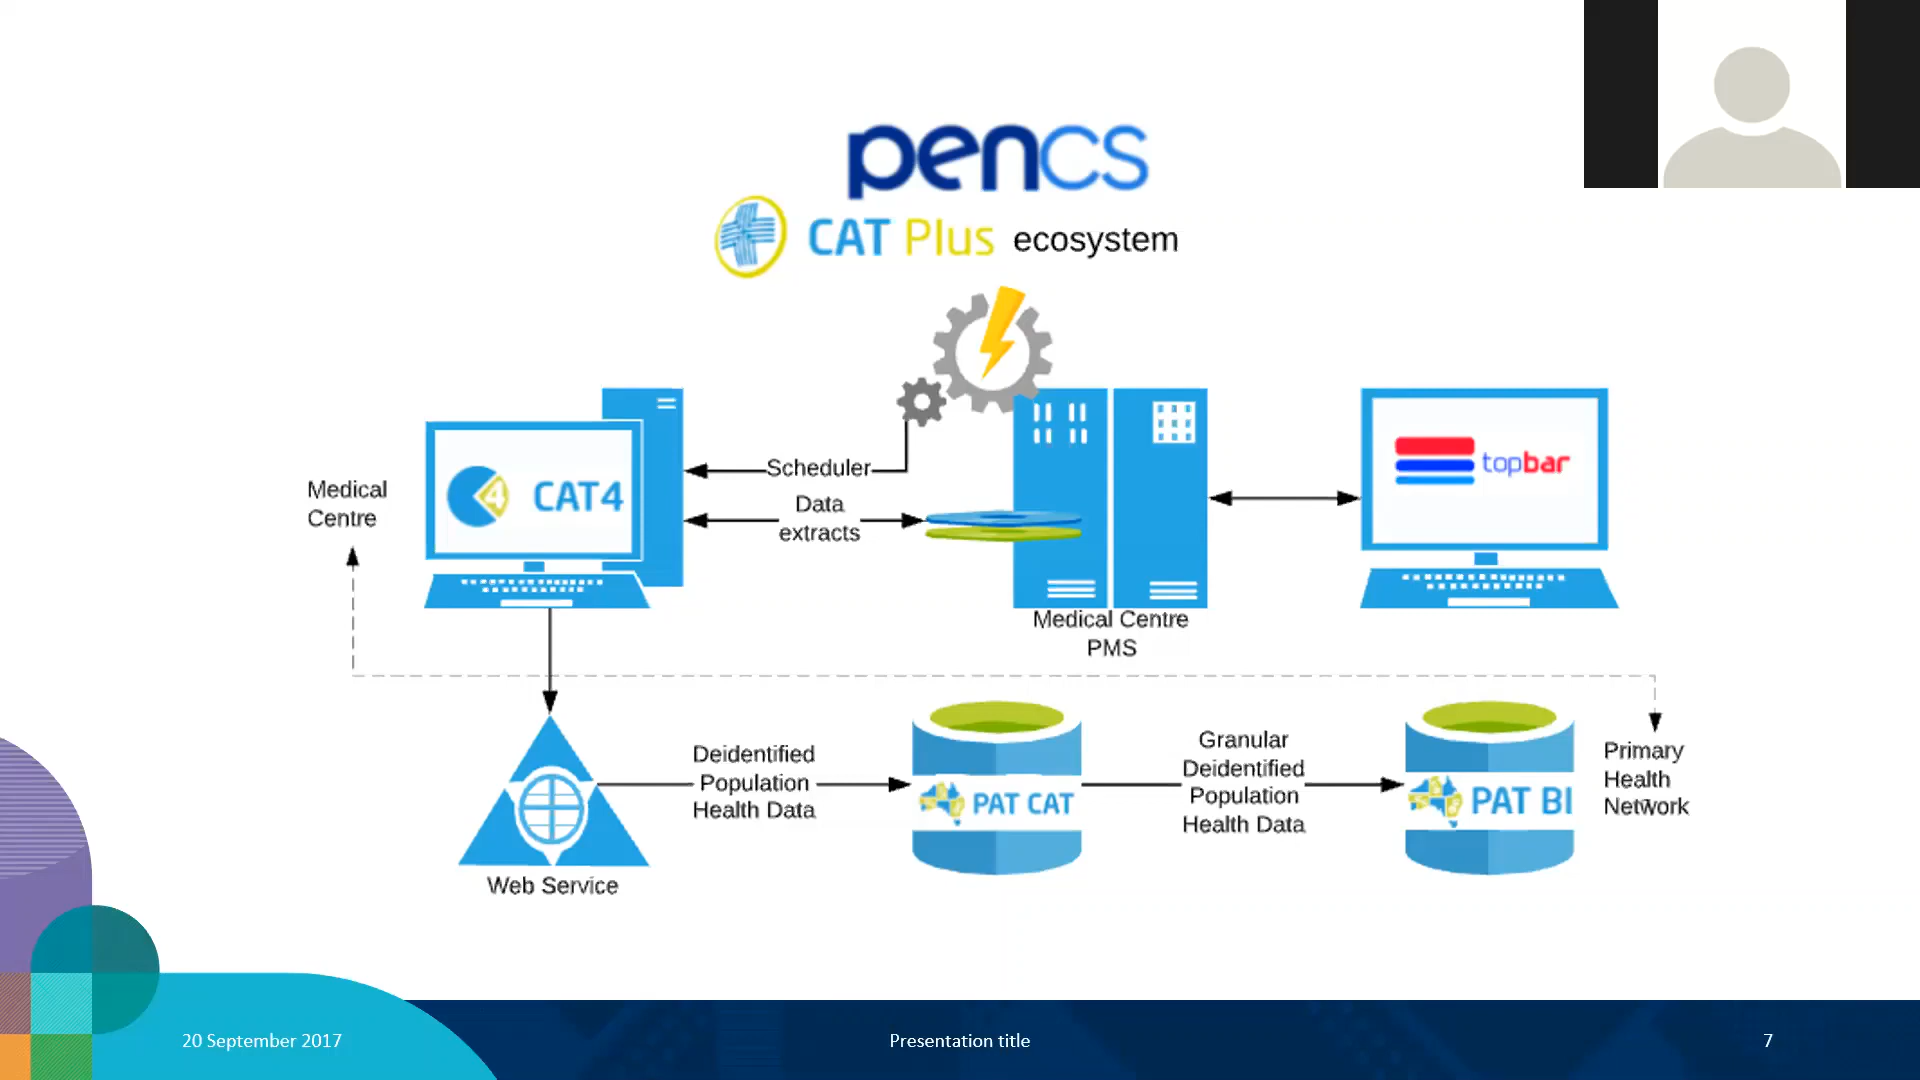 pencs
CAT Plus ecosystem
Scheduler
Data
extracts
Medical
Centre
4 CAT4
topbar
Medical Centre
PMS
Deidentified
Population
Health Data
Granular
Deidentified
Population
Health Data
PAT CAT
PAT BI
Primary
Health
Network
Web Service
20 September 2017
Presentation title
7